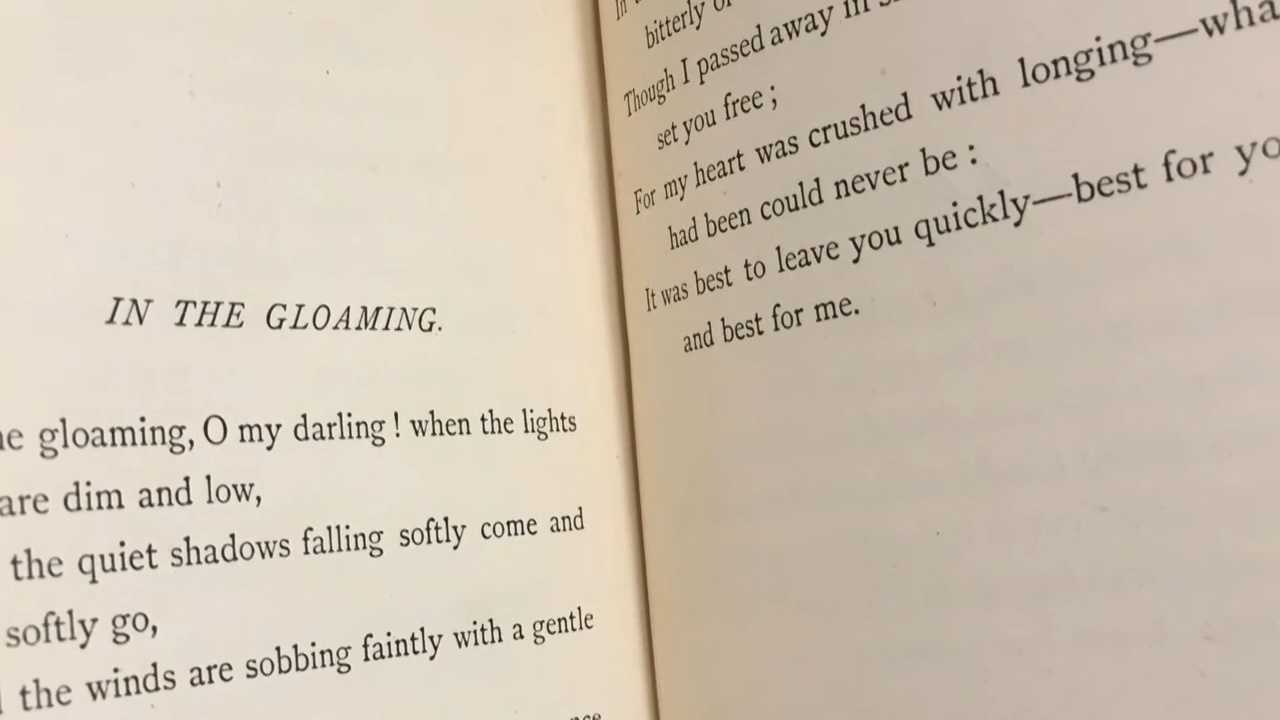 IN THE GLOAMING.
gloaming, O my darling ! when the lights
are dim and low,
the quiet shadows falling softly come and
softly go,
the winds are sobbing faintly with a gentle
bitterly
Though I passed away in
set you free ;
For my heart was crushed with longing—
had been could never be :
It was best to leave you quickly—best for
and best for me.